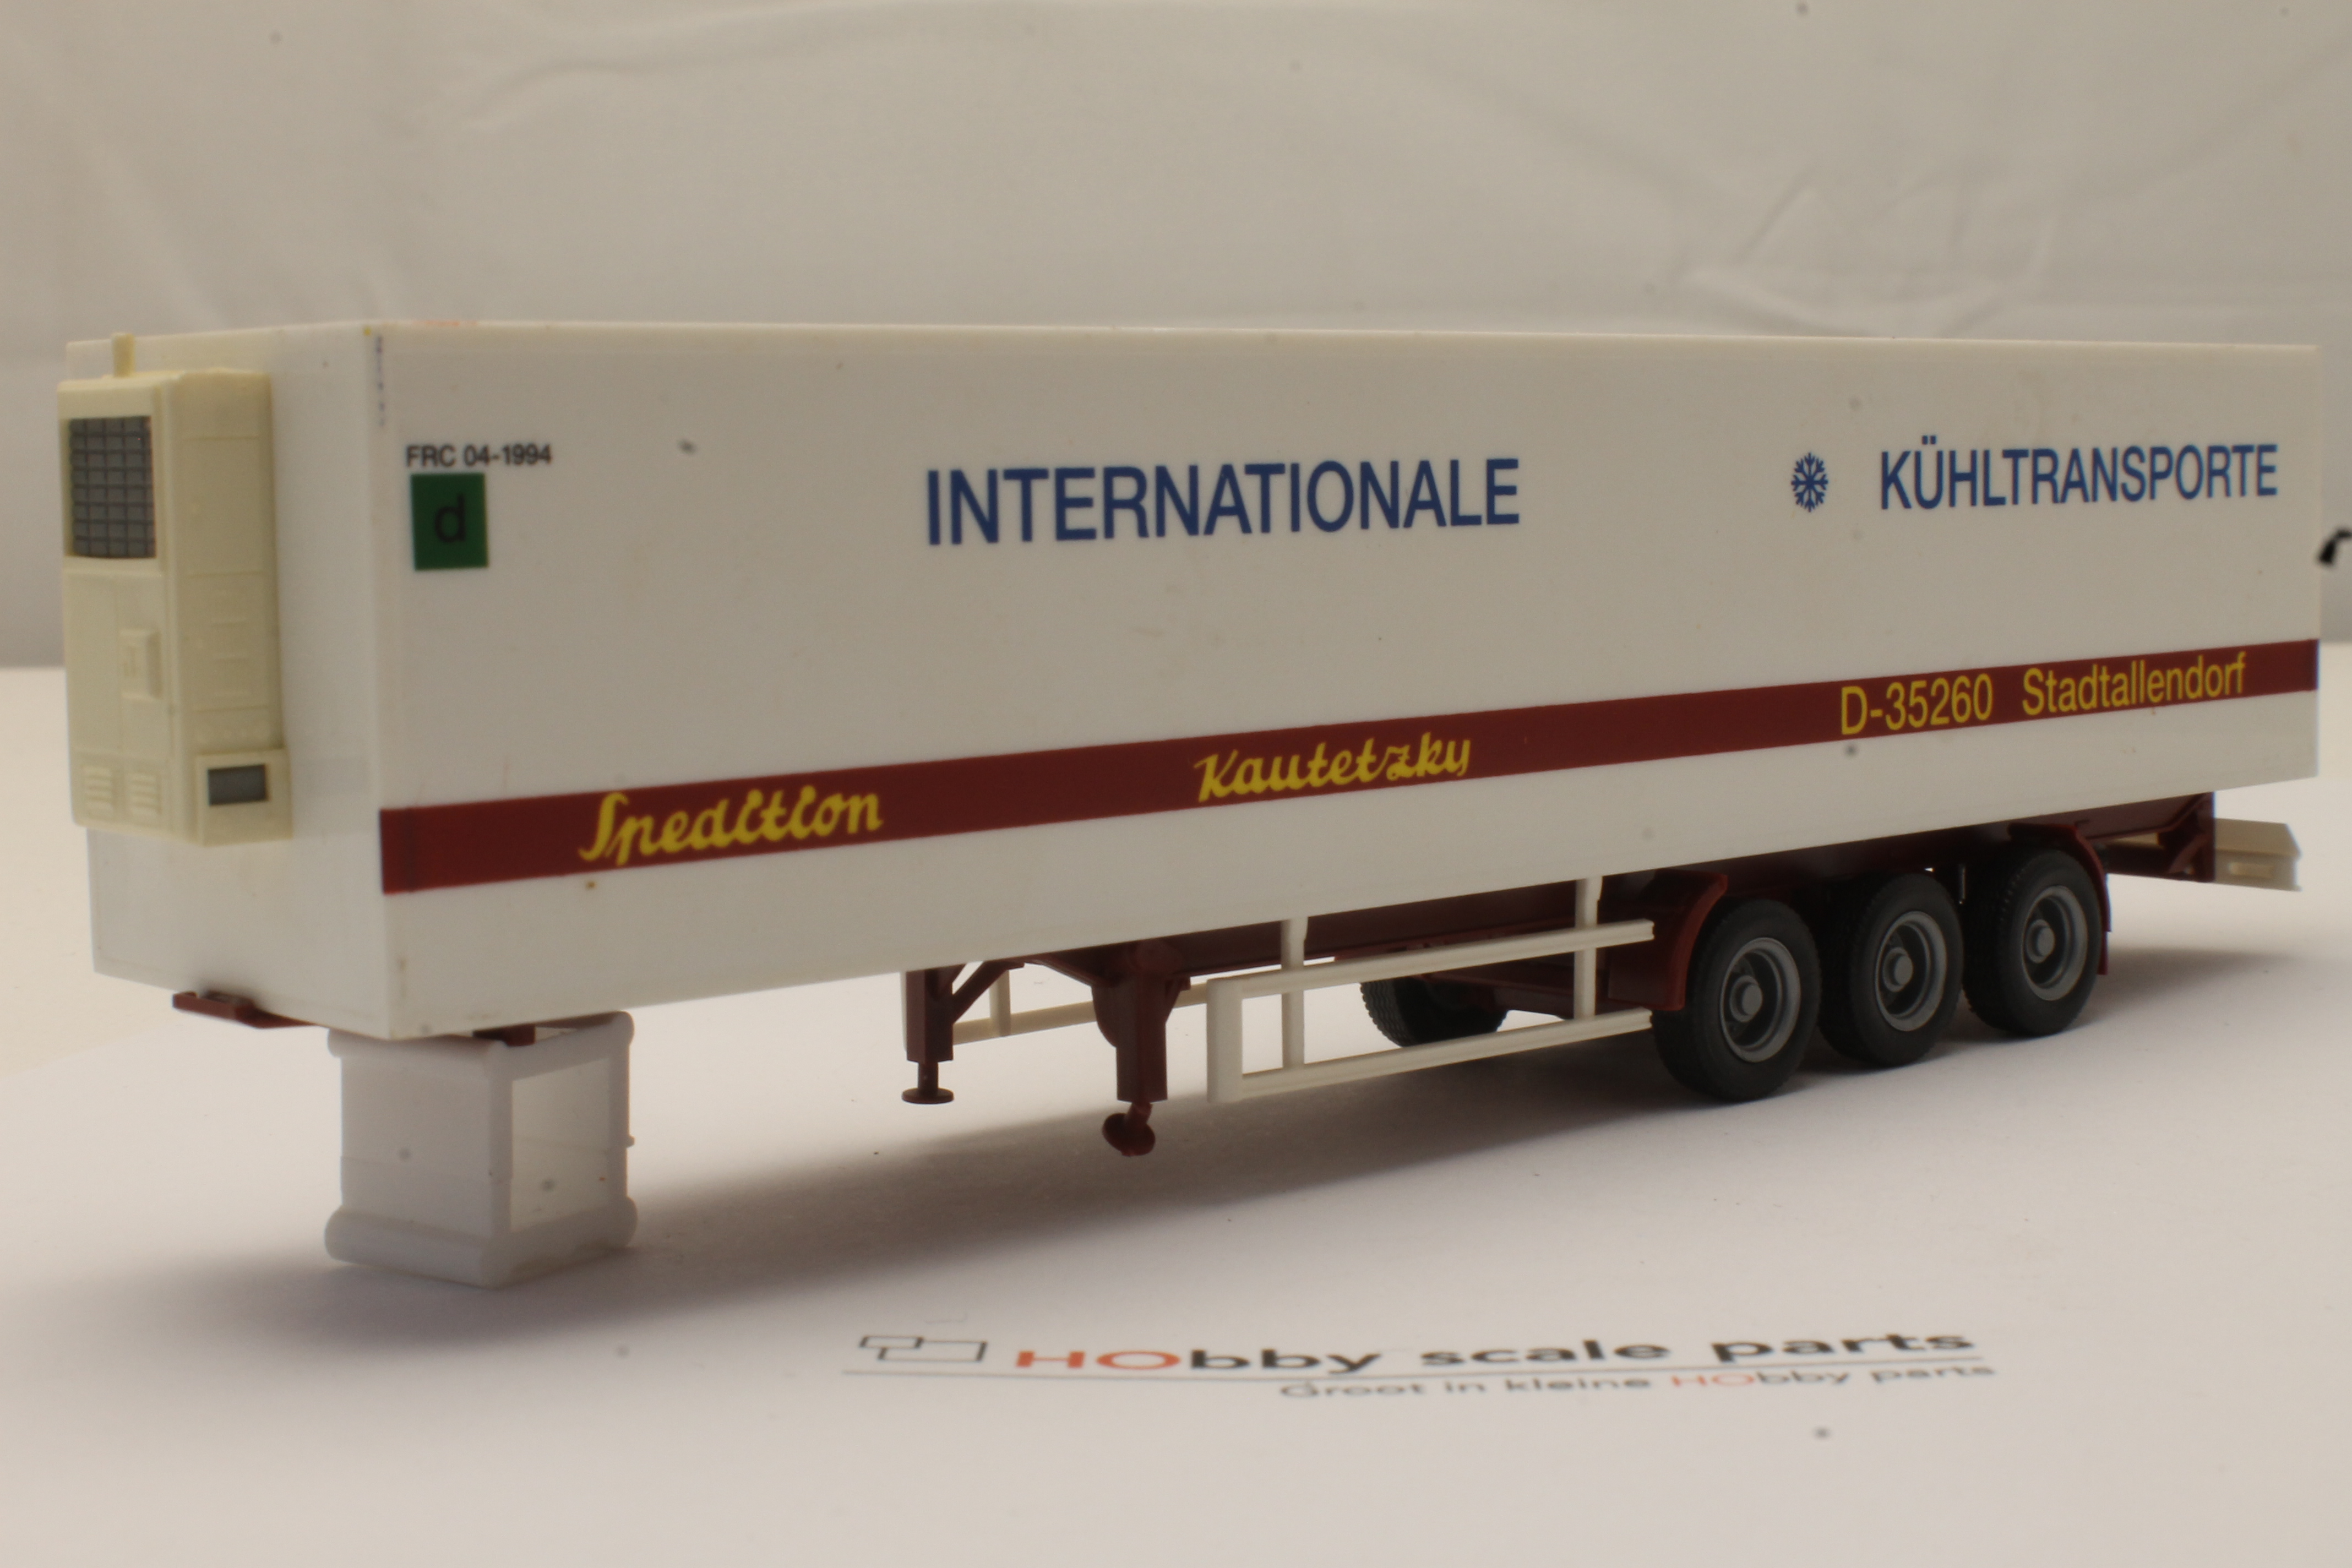 FRC 04-1994
d
INTERNATIONALE KÜHLTRANSPORTE
Spedition Kautetzky D-35260 Stadtallendorf
HObby scale parts
Groot in kleine HObby parts